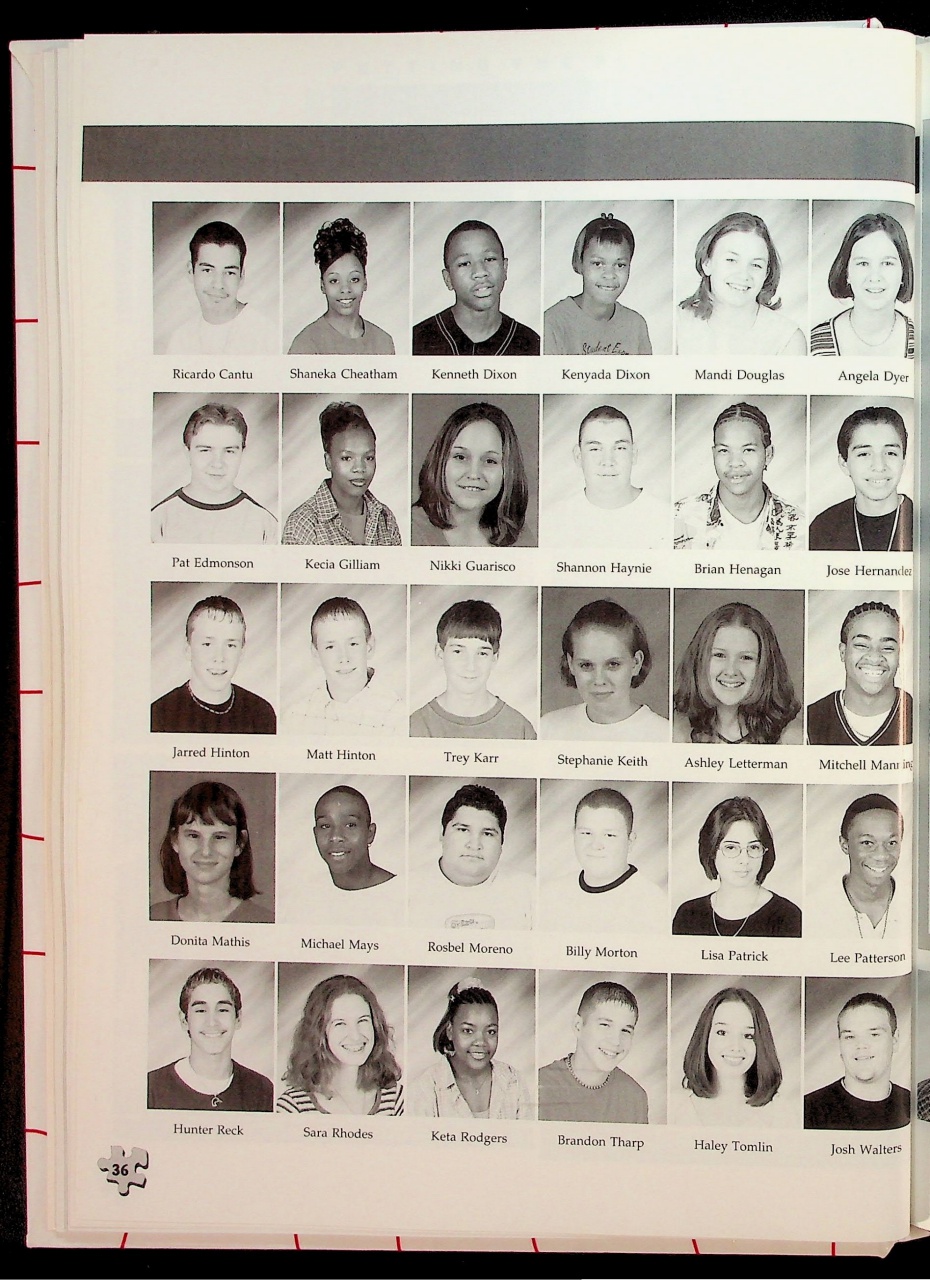 Student E
Ricardo Cantu Shaneka Cheatham Kenneth Dixon Kenyada Dixon Mandi Douglas Angela Dyer
Pat Edmonson Kecia Gilliam Nikki Guarisco Shannon Haynie Brian Henagan Jose Hernandez
Jarred Hinton Matt Hinton Trey Karr Stephanie Keith Ashley Letterman Mitchell Manning
Donita Mathis Michael Mays Rosbel Moreno Billy Morton Lisa Patrick Lee Patterson
Hunter Reck Sara Rhodes Keta Rodgers Brandon Tharp Haley Tomlin Josh Walters
36